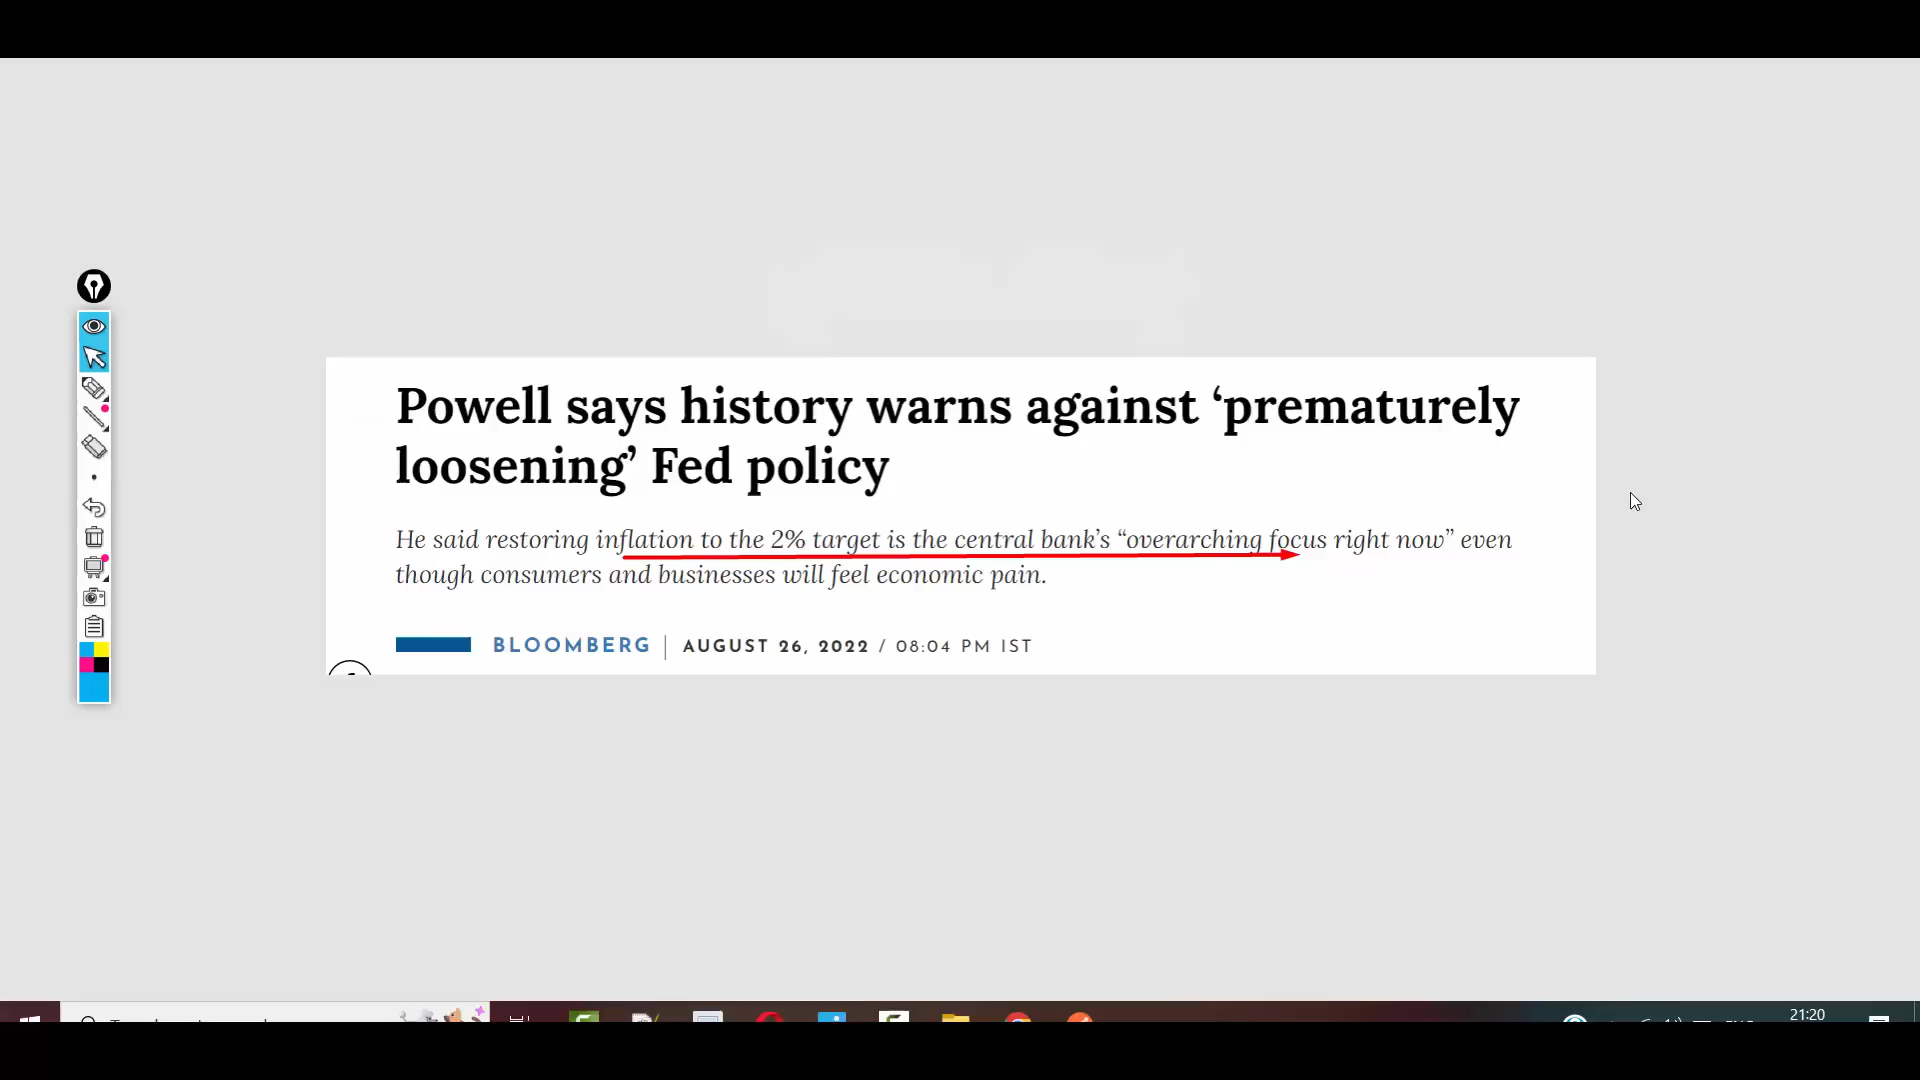 Powell says history warns against ‘prematurely
loosening’ Fed policy
He said restoring inflation to the 2% target is the central bank’s “overarching focus right now” even
though consumers and businesses will feel economic pain.
BLOOMBERG | AUGUST 26, 2022 / 08:04 PM IST
21:20